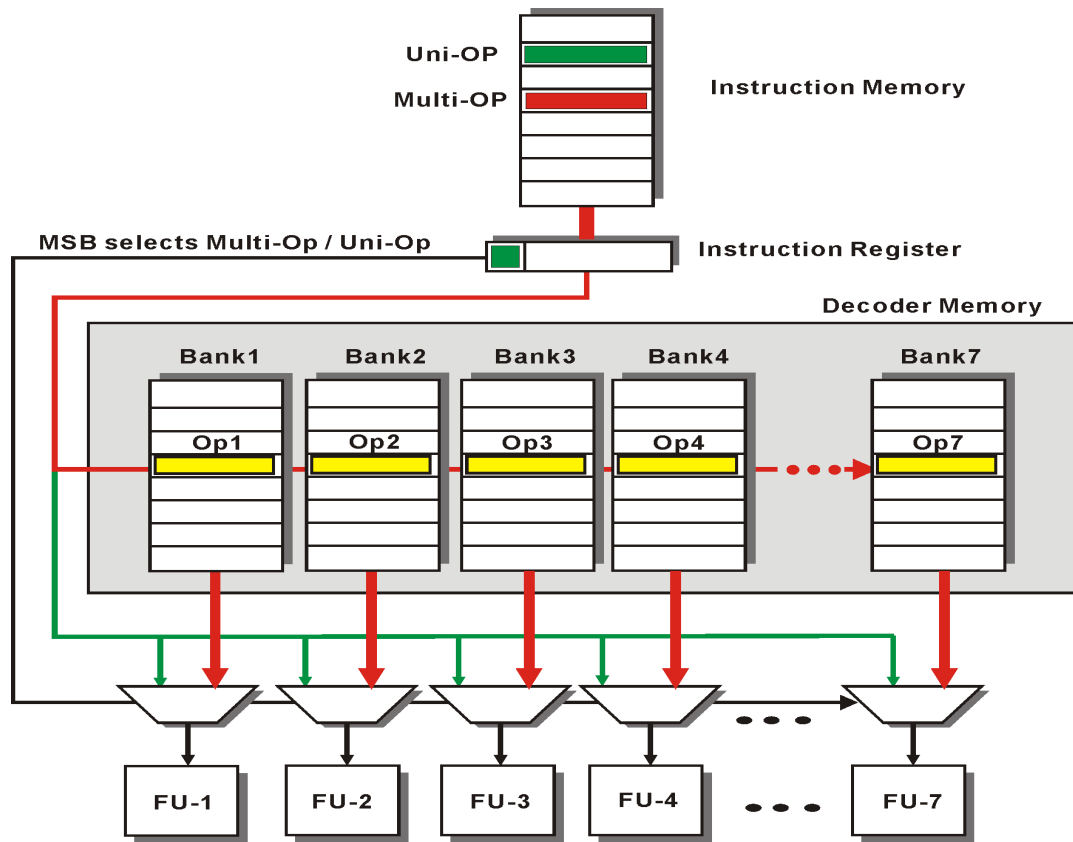 Uni-OP
Instruction Memory
Multi-OP
MSB selects Multi-Op / Uni-Op
Instruction Register
Decoder Memory
Bank1 Bank2 Bank3 Bank4 Bank7
Op1 Op2 Op3 Op4 Op7
FU-1 FU-2 FU-3 FU-4 FU-7